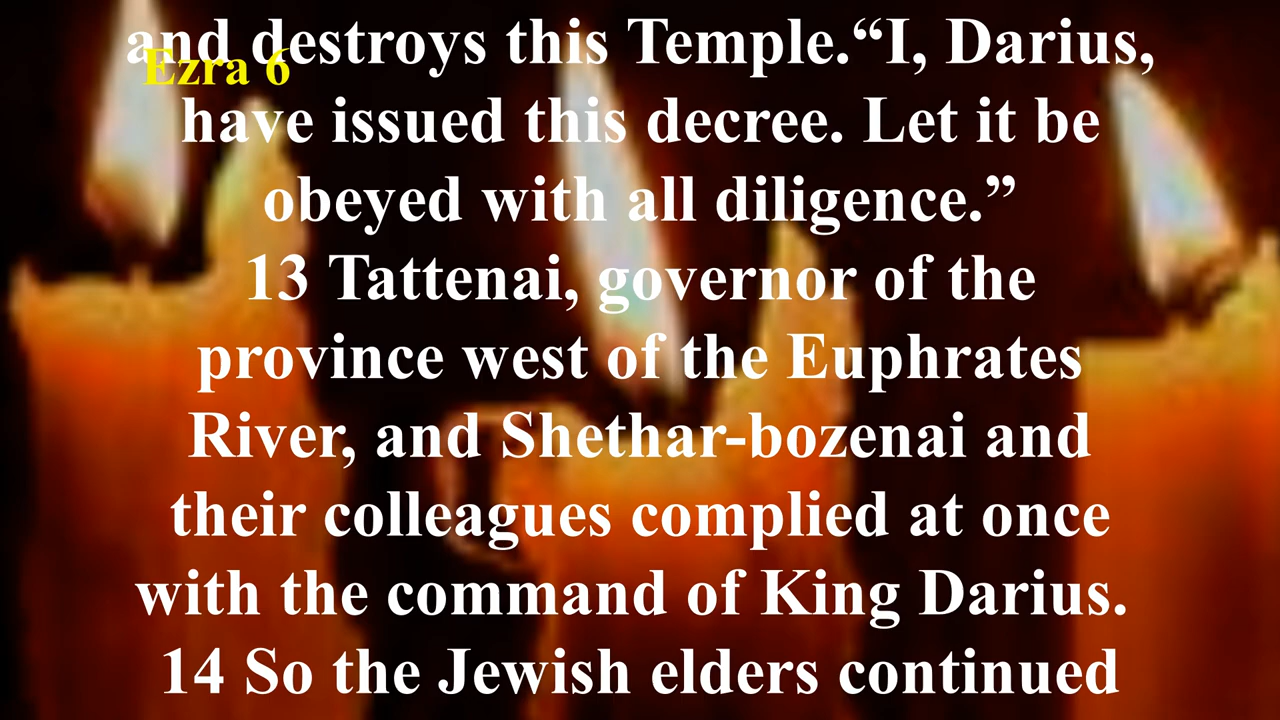 and destroys this Temple.“I, Darius,
Ezra 6
have issued this decree. Let it be
obeyed with all diligence.”
13 Tattenai, governor of the
province west of the Euphrates
River, and Shethar-bozenai and
their colleagues complied at once
with the command of King Darius.
14 So the Jewish elders continued